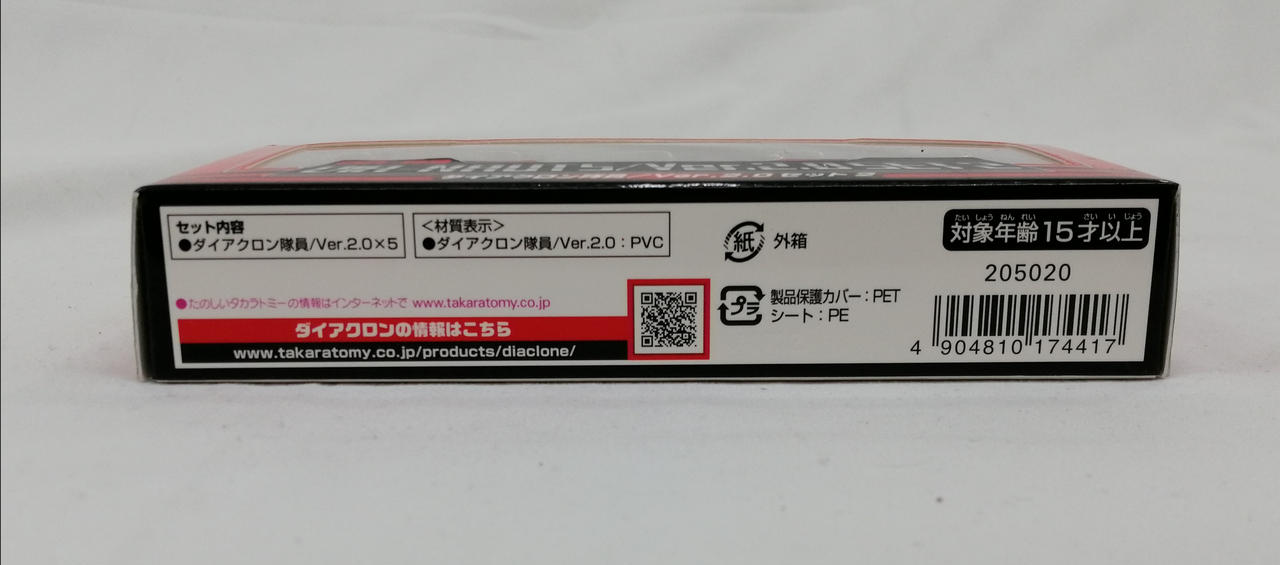 セット内容
●ダイアクロン隊員/Ver.2.0×5
＜材質表示＞
●ダイアクロン隊員/Ver.2.0：PVC
●たのしいタカラトミーの情報はインターネットで www.takaratomy.co.jp
ダイアクロンの情報はこちら
www.takaratomy.co.jp/products/diaclone/
紙 外箱
プラ 製品保護カバー：PET
シート：PE
たいしょうねんれい さいいじょう
対象年齢15才以上
205020
4 904810 174417